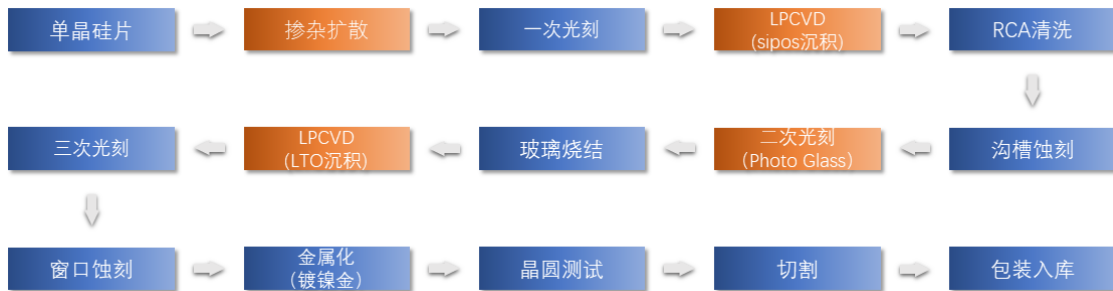 单晶硅片
掺杂扩散
一次光刻
LPCVD
(sipos沉积)
RCA清洗
三次光刻
LPCVD
(LTO沉积)
玻璃烧结
二次光刻
(Photo Glass)
沟槽蚀刻
窗口蚀刻
金属化
(镀镍金)
晶圆测试
切割
包装入库